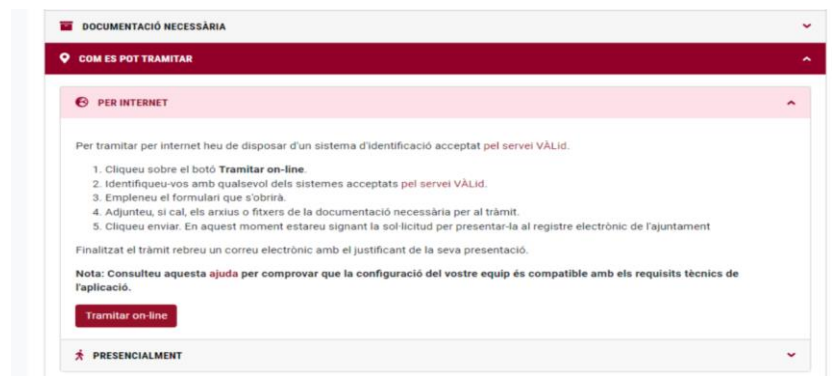 DOCUMENTACIÓ NECESSÀRIA
COM ES POT TRAMITAR
PER INTERNET
Per tramitar per internet heu de disposar d'un sistema d'identificació acceptat pel servei VÀLid.
1. Cliqueu sobre el botó Tramitar on-line.
2. Identifiqueu-vos amb qualsevol dels sistemes acceptats pel servei VÀLid.
3. Empleneu el formulari que s'obrirà.
4. Adjunteu, si cal, els arxius o fitxers de la documentació necessària per al tràmit.
5. Cliqueu enviar. En aquest moment estareu signant la sol·licitud per presentar-la al registre electrònic de l'ajuntament
Finalitzat el tràmit rebreu un correu electrònic amb el justificant de la seva presentació.
Nota: Consulteu aquesta ajuda per comprovar que la configuració del vostre equip és compatible amb els requisits tècnics de
l'aplicació.
Tramitar on-line
PRESENCIALMENT